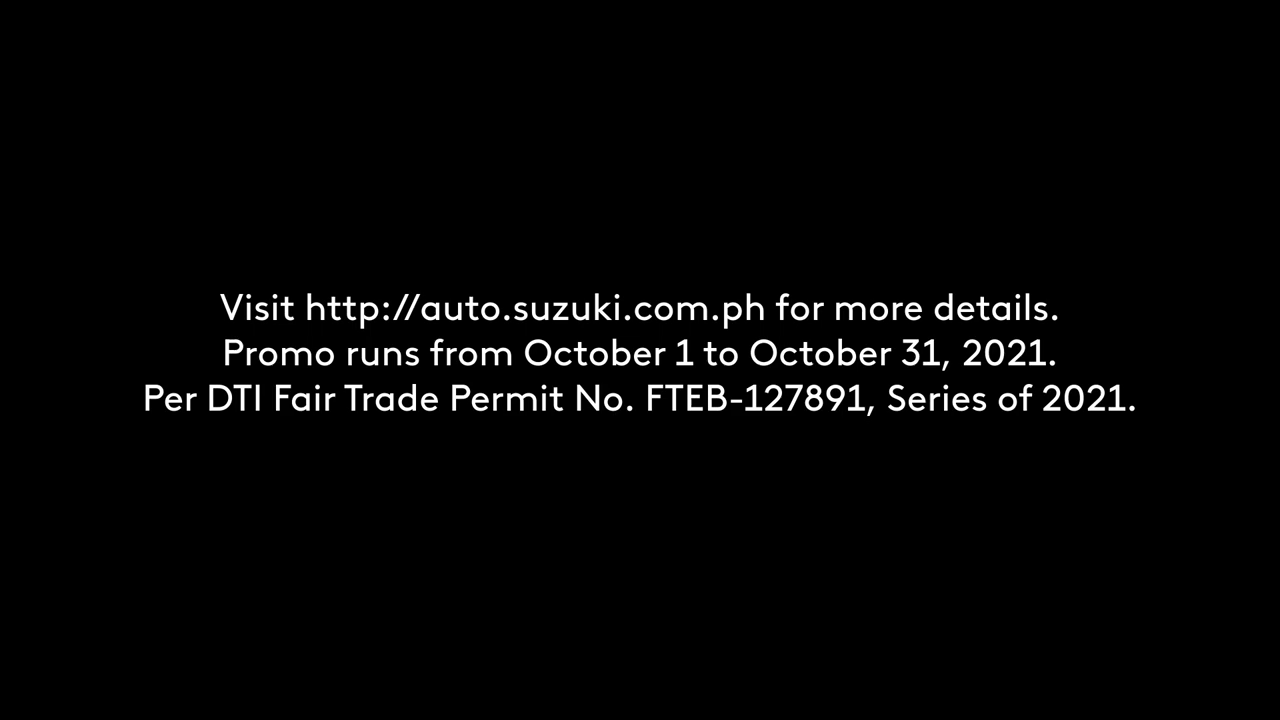 Visit http://auto.suzuki.com.ph for more details.
Promo runs from October 1 to October 31, 2021.
Per DTI Fair Trade Permit No. FTEB-127891, Series of 2021.